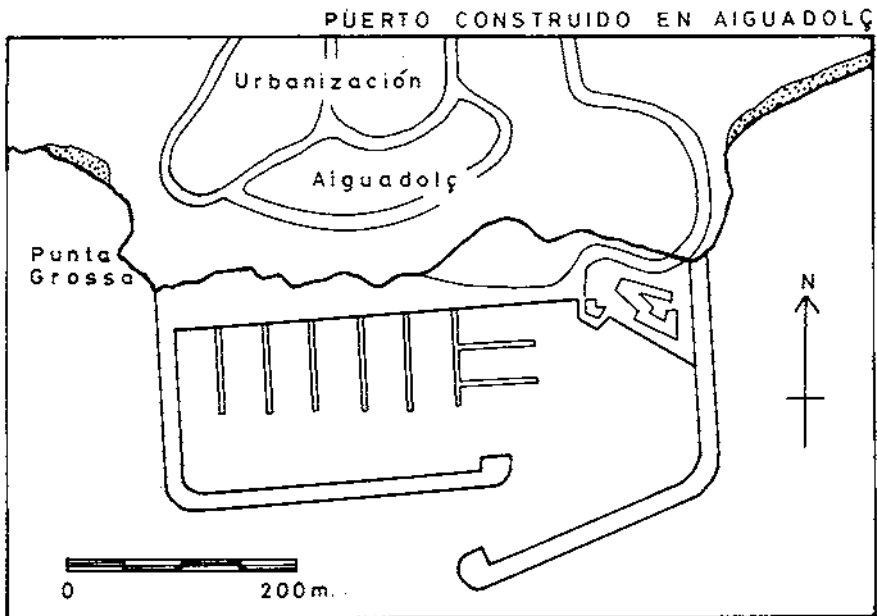 PUERTO CONSTRUIDO EN AIGUADOLÇ
Urbanización
Aiguadolç
Punta
Grossa
N
0 200m.